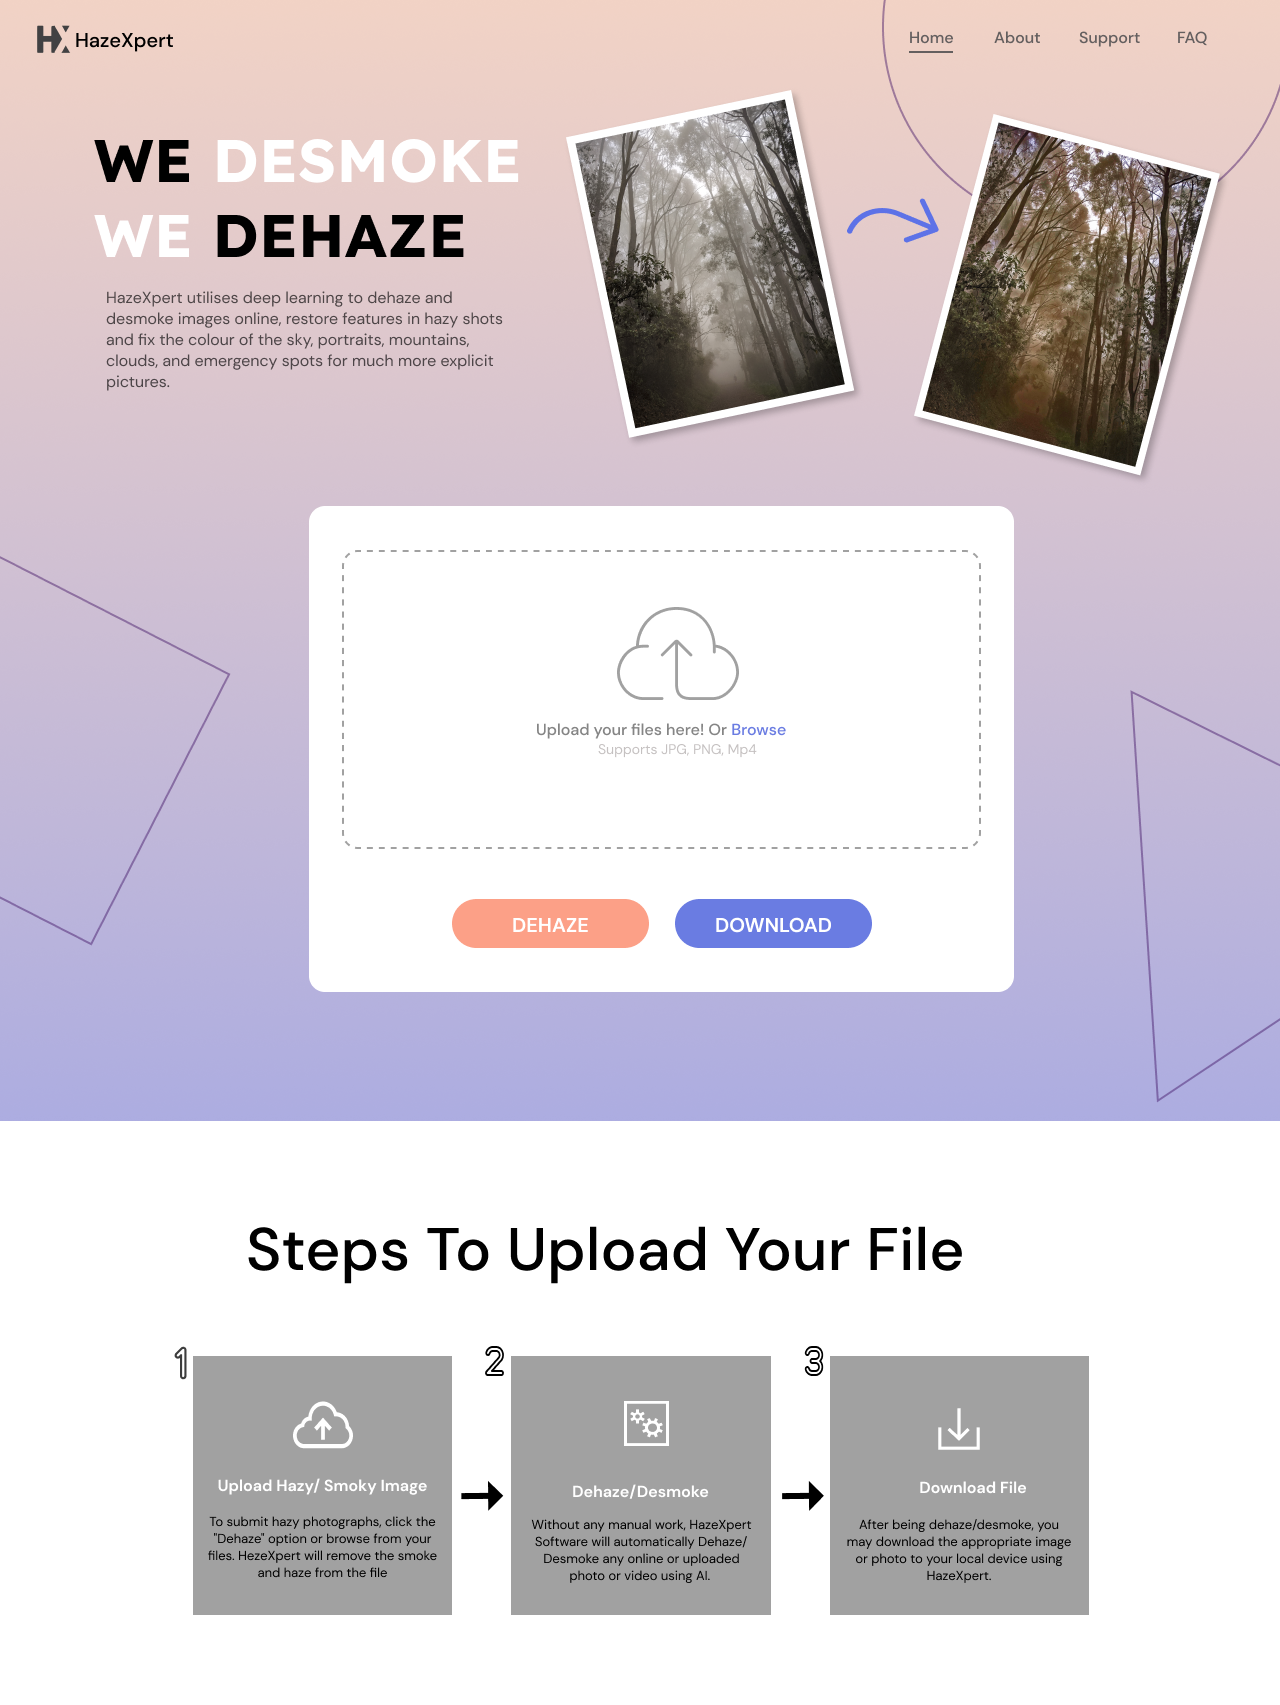 HX HazeXpert
Home About Support FAQ
WE DESMOKE
WE DEHAZE
HazeXpert utilises deep learning to dehaze and
desmoke images online, restore features in hazy shots
and fix the colour of the sky, portraits, mountains,
clouds, and emergency spots for much more explicit
pictures.
Upload your files here! Or Browse
Supports JPG, PNG, Mp4
DEHAZE DOWNLOAD
Steps To Upload Your File
1
Upload Hazy/ Smoky Image
To submit hazy photographs, click the
"Dehaze" option or browse from your
files. HezeXpert will remove the smoke
and haze from the file
2
Dehaze/Desmoke
Without any manual work, HazeXpert
Software will automatically Dehaze/
Desmoke any online or uploaded
photo or video using AI.
3
Download File
After being dehaze/desmoke, you
may download the appropriate image
or photo to your local device using
HazeXpert.